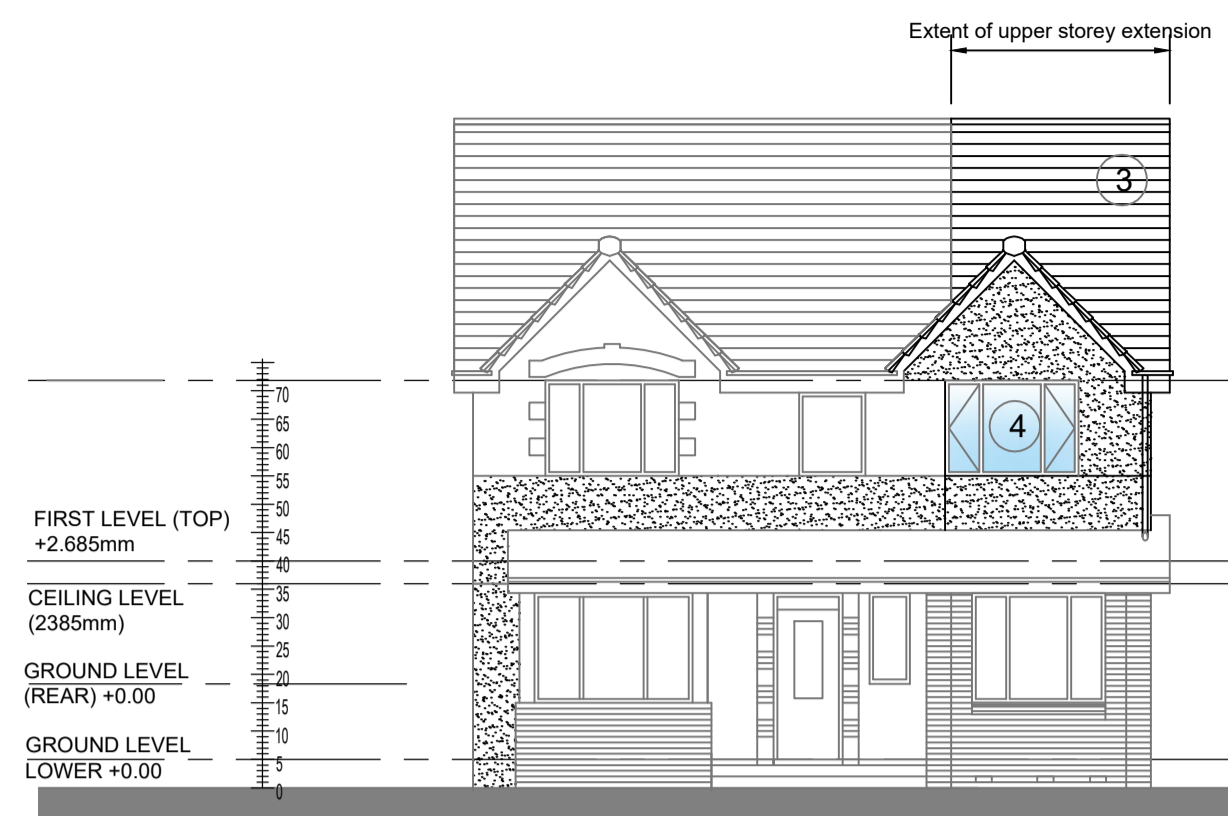 Extent of upper storey extension
3
4
70
65
60
55
50
45
40
35
30
25
20
15
10
5
0
FIRST LEVEL (TOP)
+2.685mm
CEILING LEVEL
(2385mm)
GROUND LEVEL
(REAR) +0.00
GROUND LEVEL
LOWER +0.00